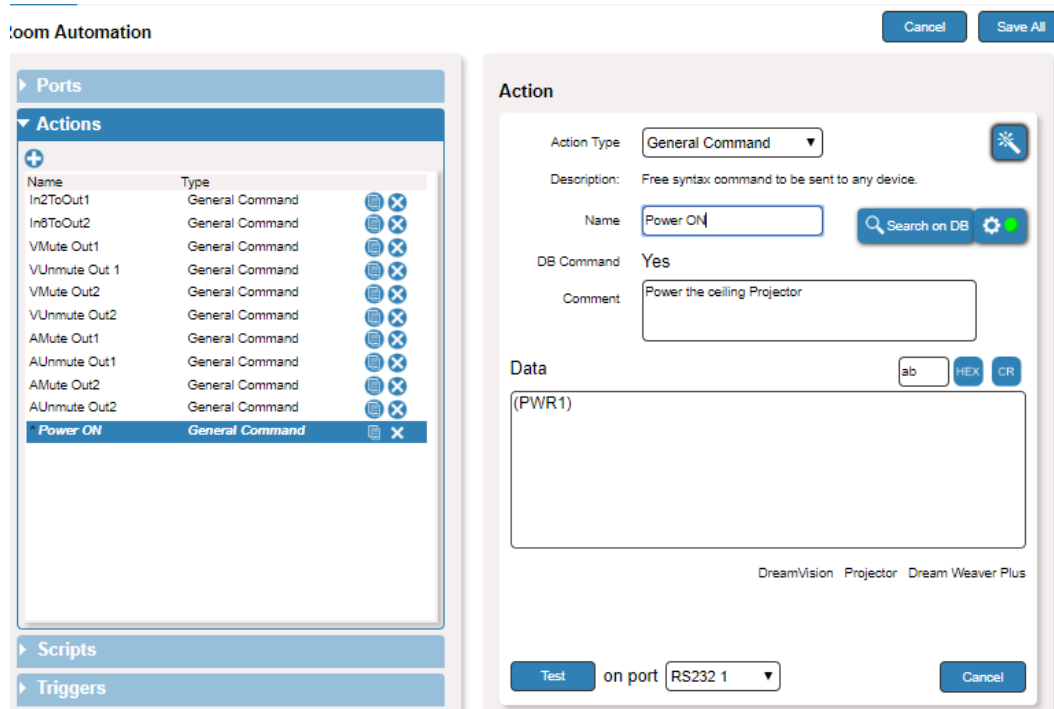 Room Automation
Cancel
Save All
Ports
Actions
Name Type
In2ToOut1 General Command
In6ToOut2 General Command
VMute Out1 General Command
VUnmute Out 1 General Command
VMute Out2 General Command
VUnmute Out2 General Command
AMute Out1 General Command
AUnmute Out1 General Command
AMute Out2 General Command
AUnmute Out2 General Command
* Power ON General Command
Scripts
Triggers
Action
Action Type General Command
Description: Free syntax command to be sent to any device.
Name Power ON
Search on DB
DB Command Yes
Comment Power the ceiling Projector
Data ab HEX CR
(PWR1)
DreamVision Projector Dream Weaver Plus
Test on port RS232 1 Cancel